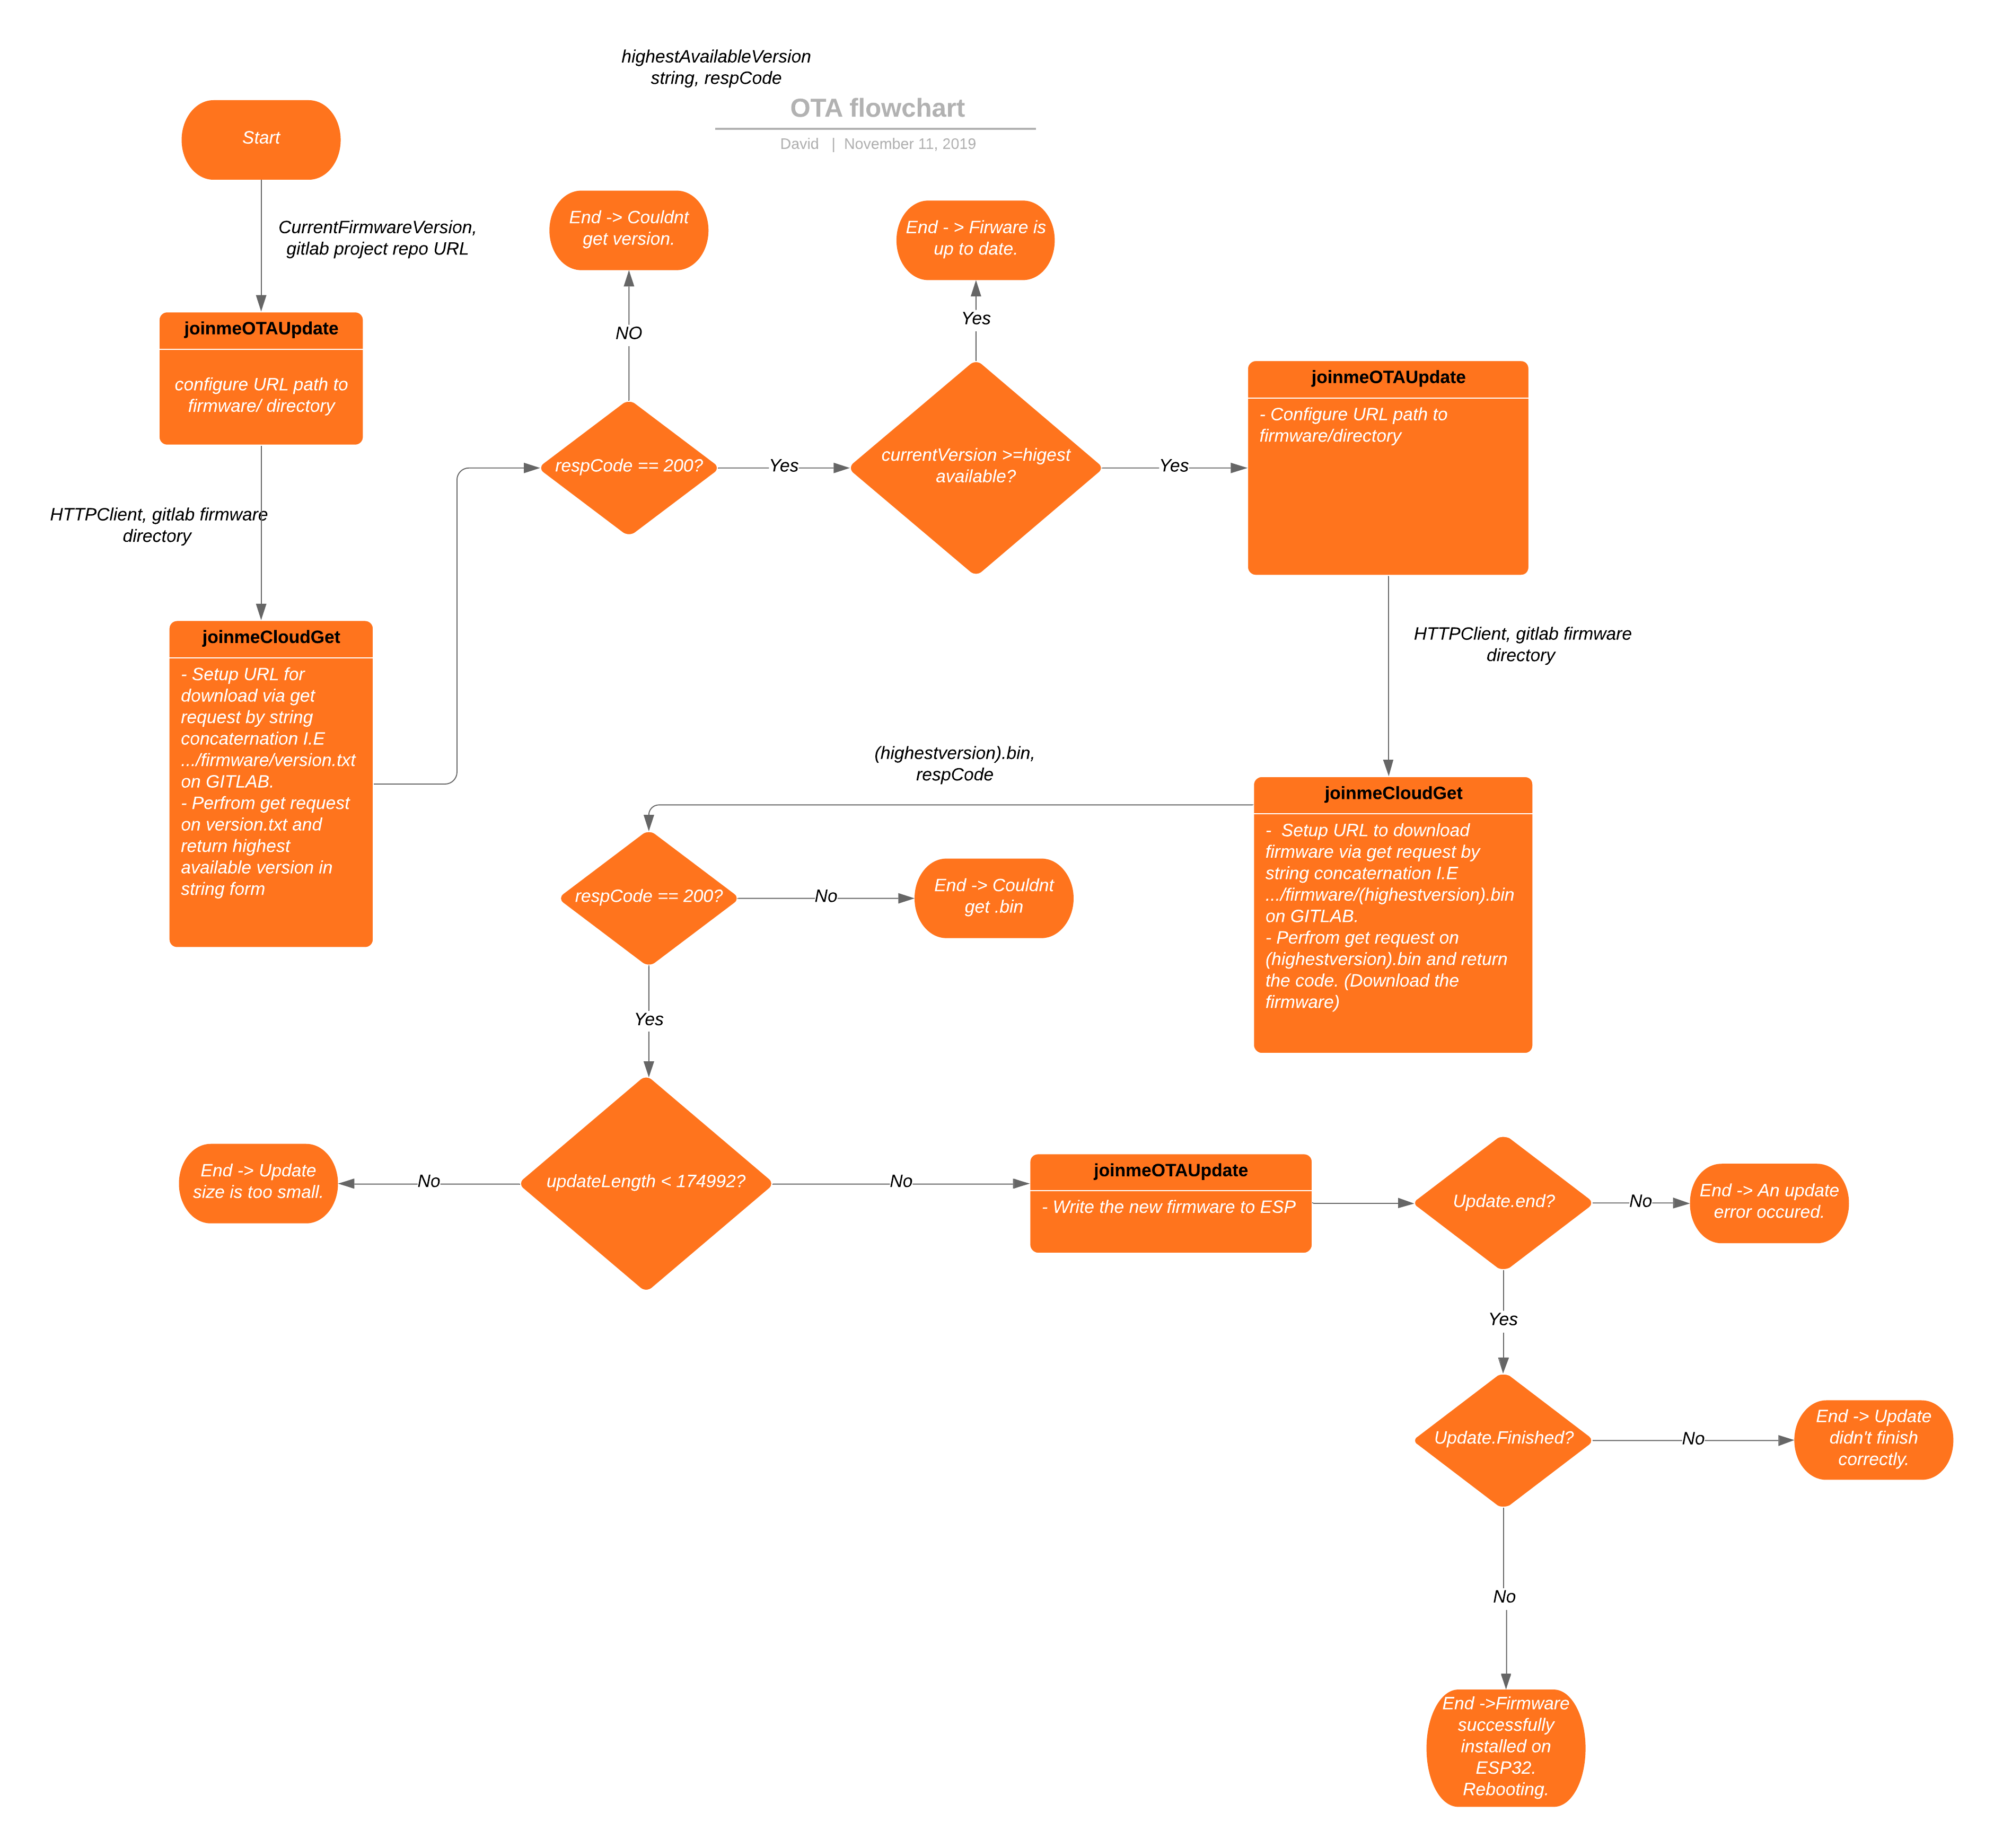 highestAvailableVersion
string, respCode
OTA flowchart
David | November 11, 2019
Start
CurrentFirmwareVersion,
gitlab project repo URL
End -> Couldnt
get version.
End - > Firware is
up to date.
NO
Yes
joinmeOTAUpdate
configure URL path to
firmware/ directory
respCode == 200?
Yes
currentVersion >=higest
available?
Yes
joinmeOTAUpdate
- Configure URL path to
firmware/directory
HTTPClient, gitlab firmware
directory
HTTPClient, gitlab firmware
directory
joinmeCloudGet
- Setup URL for
download via get
request by string
concaternation I.E
.../firmware/version.txt
on GITLAB.
- Perfrom get request
on version.txt and
return highest
available version in
string form
(highestversion).bin,
respCode
joinmeCloudGet
- Setup URL to download
firmware via get request by
string concaternation I.E
.../firmware/(highestversion).bin
on GITLAB.
- Perfrom get request on
(highestversion).bin and return
the code. (Download the
firmware)
respCode == 200?
No
End -> Couldnt
get .bin
Yes
End -> Update
size is too small.
No
updateLength < 174992?
No
joinmeOTAUpdate
- Write the new firmware to ESP
Update.end?
No
End -> An update
error occured.
Yes
Update.Finished?
No
End -> Update
didn't finish
correctly.
No
End ->Firmware
successfully
installed on
ESP32.
Rebooting.